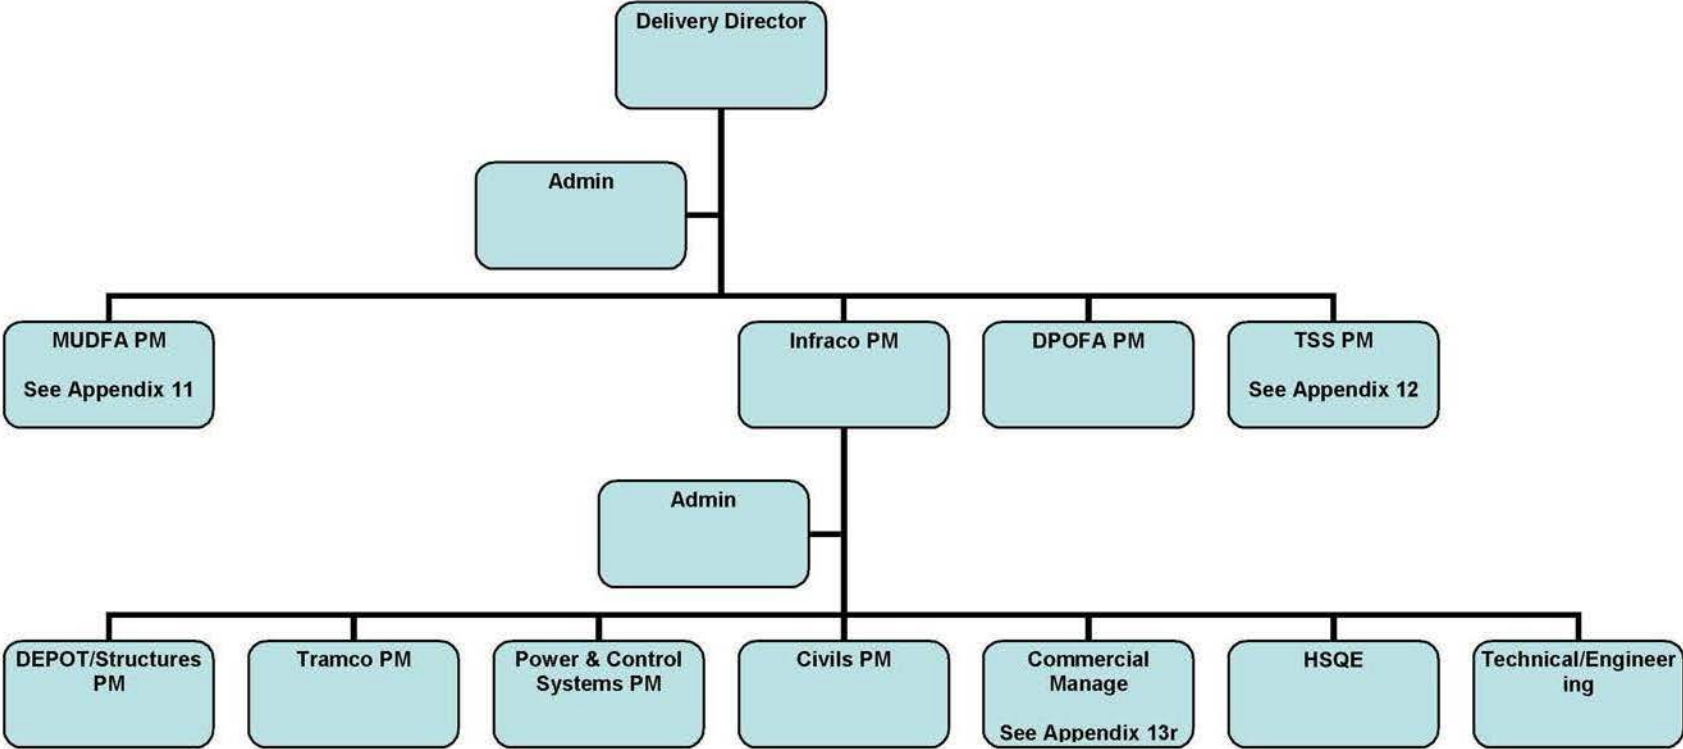 Delivery Director
Admin
MUDFA PM
See Appendix 11
Infraco PM
DPOFA PM
TSS PM
See Appendix 12
Admin
DEPOT/Structures
PM
Tramco PM
Power & Control
Systems PM
Civils PM
Commercial
Manage
See Appendix 13r
HSQE
Technical/Engineer
ing